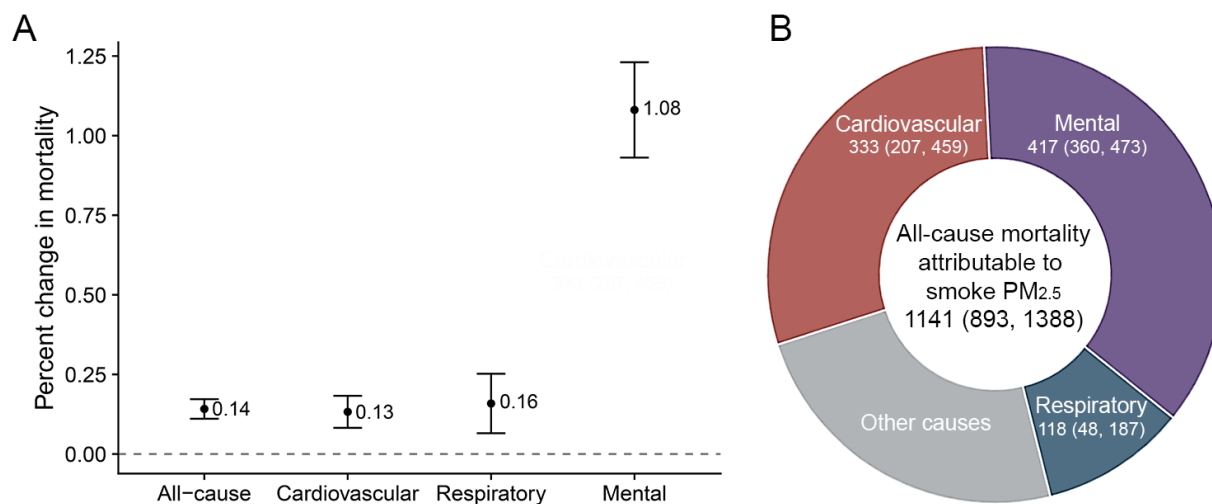 A
Percent change in mortality
1.25
1.00
0.75
0.50
0.25
0.00
1.08
0.14
0.13
0.16
All-cause
Cardiovascular
Respiratory
Mental
B
Cardiovascular
333 (207, 459)
Mental
417 (360, 473)
All-cause mortality
attributable to
smoke PM2.5
1141 (893, 1388)
Other causes
Respiratory
118 (48, 187)